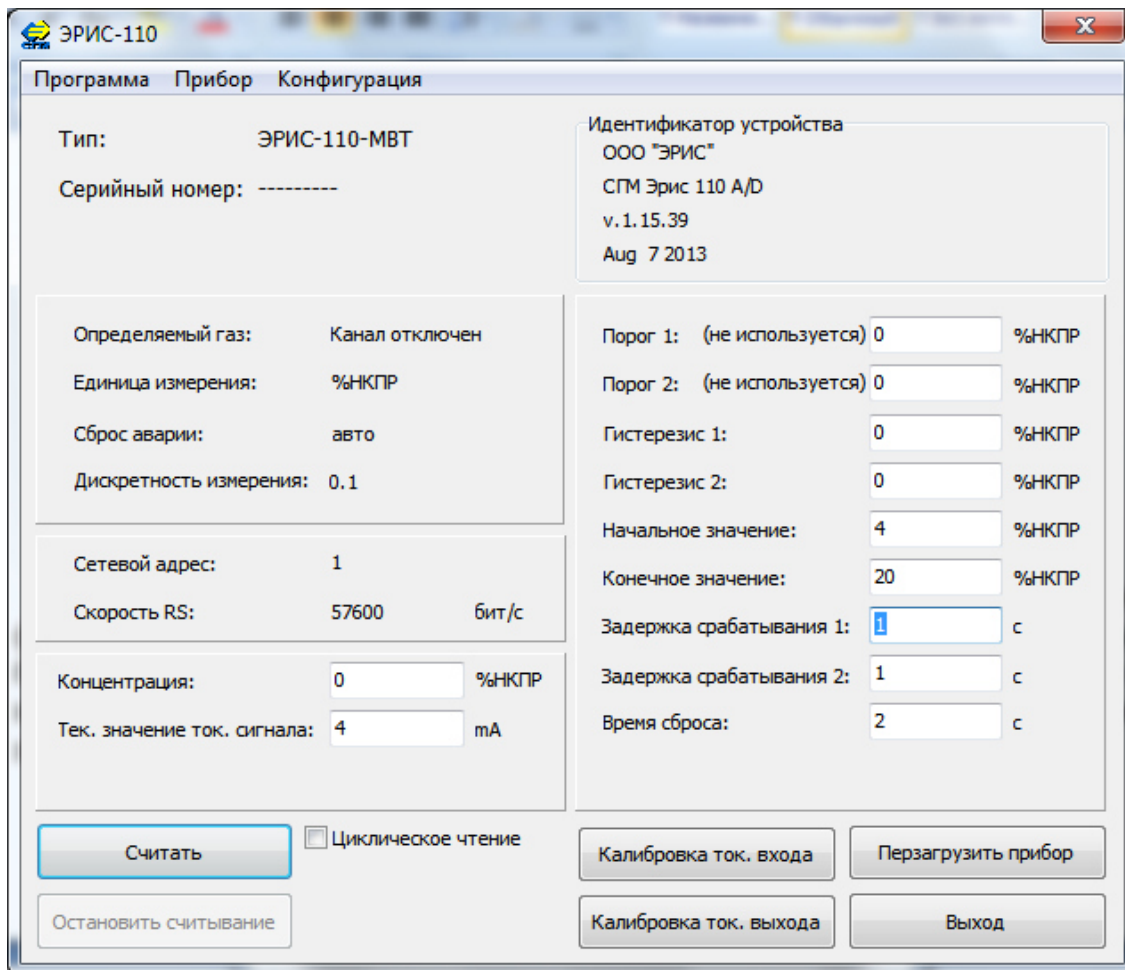 ЭРИС-110
Программа Прибор Конфигурация
Тип: ЭРИС-110-МВТ
Серийный номер: ---------
Идентификатор устройства
ООО "ЭРИС"
СГМ Эрис 110 A/D
v.1.15.39
Aug 7 2013
Определяемый газ: Канал отключен
Единица измерения: %НКПР
Сброс аварии: авто
Дискретность измерения: 0.1
Сетевой адрес: 1
Скорость RS: 57600 бит/с
Концентрация: 0 %НКПР
Тек. значение ток. сигнала: 4 mA
Порог 1: (не используется) 0 %НКПР
Порог 2: (не используется) 0 %НКПР
Гистерезис 1: 0 %НКПР
Гистерезис 2: 0 %НКПР
Начальное значение: 4 %НКПР
Конечное значение: 20 %НКПР
Задержка срабатывания 1: 1 с
Задержка срабатывания 2: 1 с
Время сброса: 2 с
Считать
Циклическое чтение
Остановить считывание
Калибровка ток. входа
Перзагрузить прибор
Калибровка ток. выхода
Выход